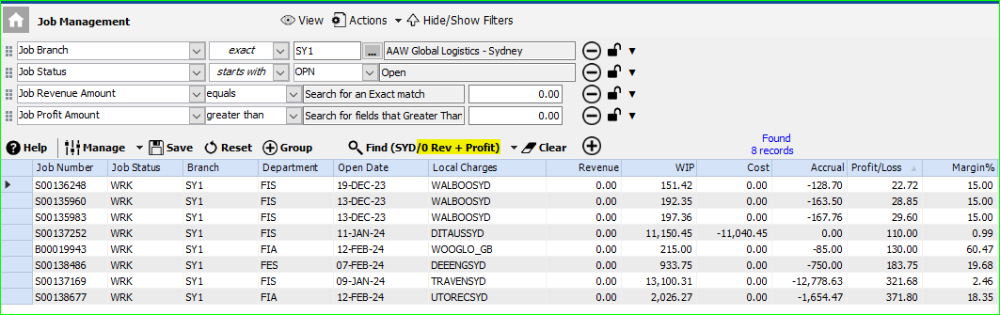 Job Management View Actions Hide/Show Filters
Job Branch exact SY1 ... AAW Global Logistics - Sydney
Job Status starts with OPN Open
Job Revenue Amount equals Search for an Exact match 0.00
Job Profit Amount greater than Search for fields that Greater Than 0.00
Help Manage Save Reset Group Find (SYD/0 Rev + Profit) Clear Found
8 records
Job Number Job Status Branch Department Open Date Local Charges Revenue WIP Cost Accrual Profit/Loss Margin%
S00136248 WRK SY1 FIS 19-DEC-23 WALBOOSYD 0.00 151.42 0.00 -128.70 22.72 15.00
S00135960 WRK SY1 FIS 13-DEC-23 WALBOOSYD 0.00 192.35 0.00 -163.50 28.85 15.00
S00135983 WRK SY1 FIS 13-DEC-23 WALBOOSYD 0.00 197.36 0.00 -167.76 29.60 15.00
S00137252 WRK SY1 FIS 11-JAN-24 DITAUSSYD 0.00 11,150.45 -11,040.45 0.00 110.00 0.99
B00019943 WRK SY1 FIA 12-FEB-24 WOOGLO_GB 0.00 215.00 0.00 -85.00 130.00 60.47
S00138486 WRK SY1 FES 07-FEB-24 DEEENGSYD 0.00 933.75 0.00 -750.00 183.75 19.68
S00137169 WRK SY1 FIS 09-JAN-24 TRAVENSYD 0.00 13,100.31 0.00 -12,778.63 321.68 2.46
S00138677 WRK SY1 FIA 12-FEB-24 UTORECSYD 0.00 2,026.27 0.00 -1,654.47 371.80 18.35